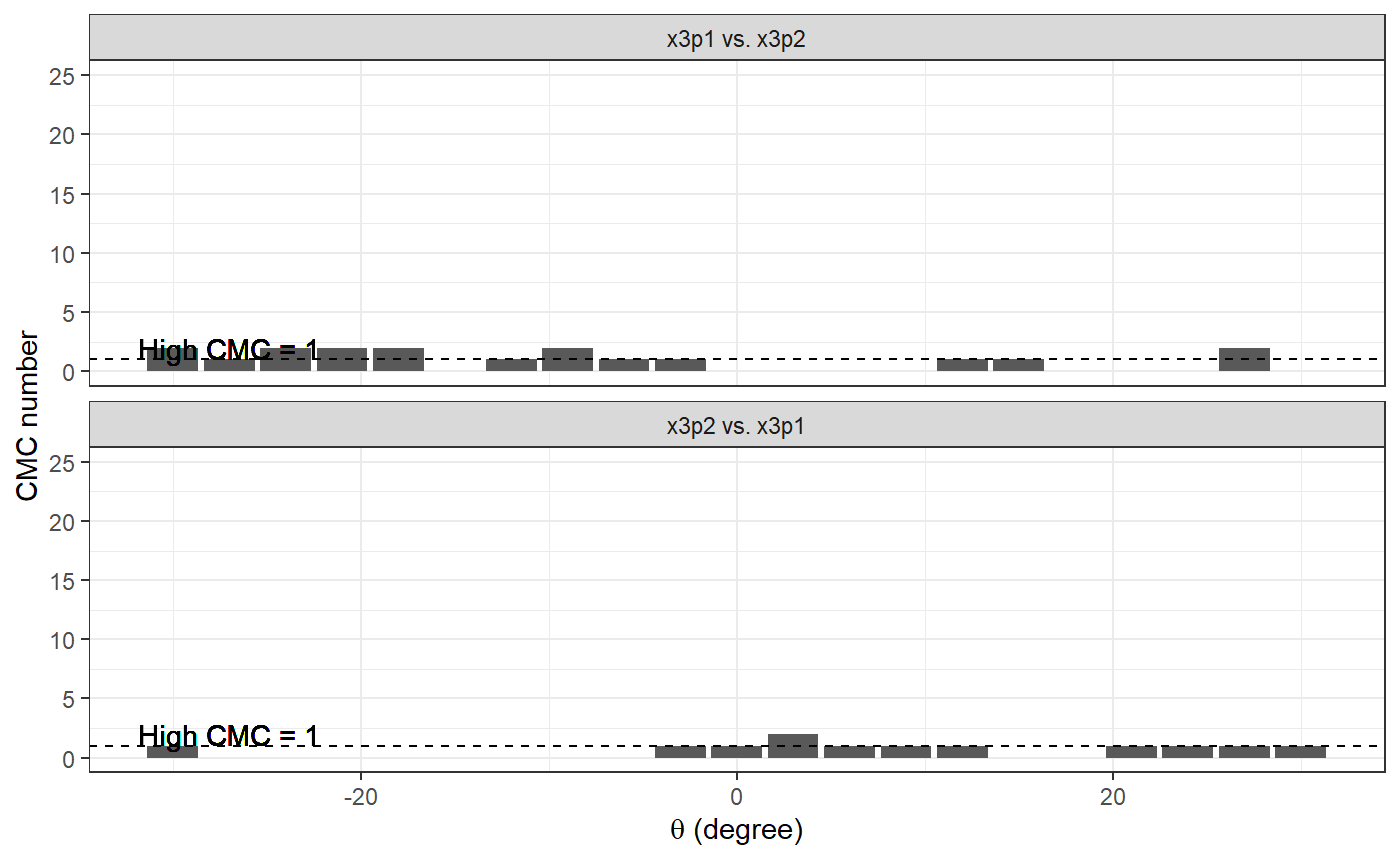 x3p1 vs. x3p2
25
20
15
10
5
0
High CMC = 1
CMC number
x3p2 vs. x3p1
25
20
15
10
5
0
High CMC = 1
-20 0 20
θ (degree)